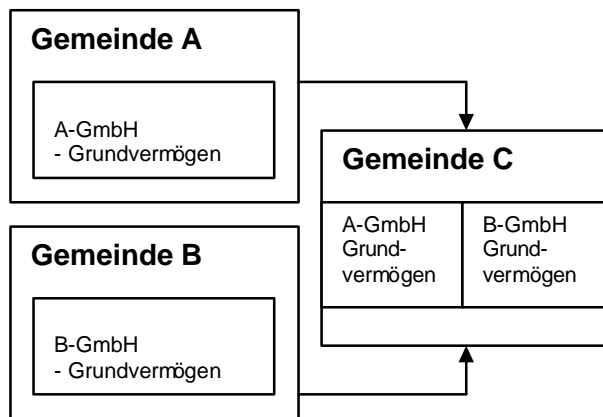 Gemeinde A
A-GmbH
- Grundvermögen
Gemeinde B
B-GmbH
- Grundvermögen
Gemeinde C
A-GmbH
Grund-
vermögen
B-GmbH
Grund-
vermögen